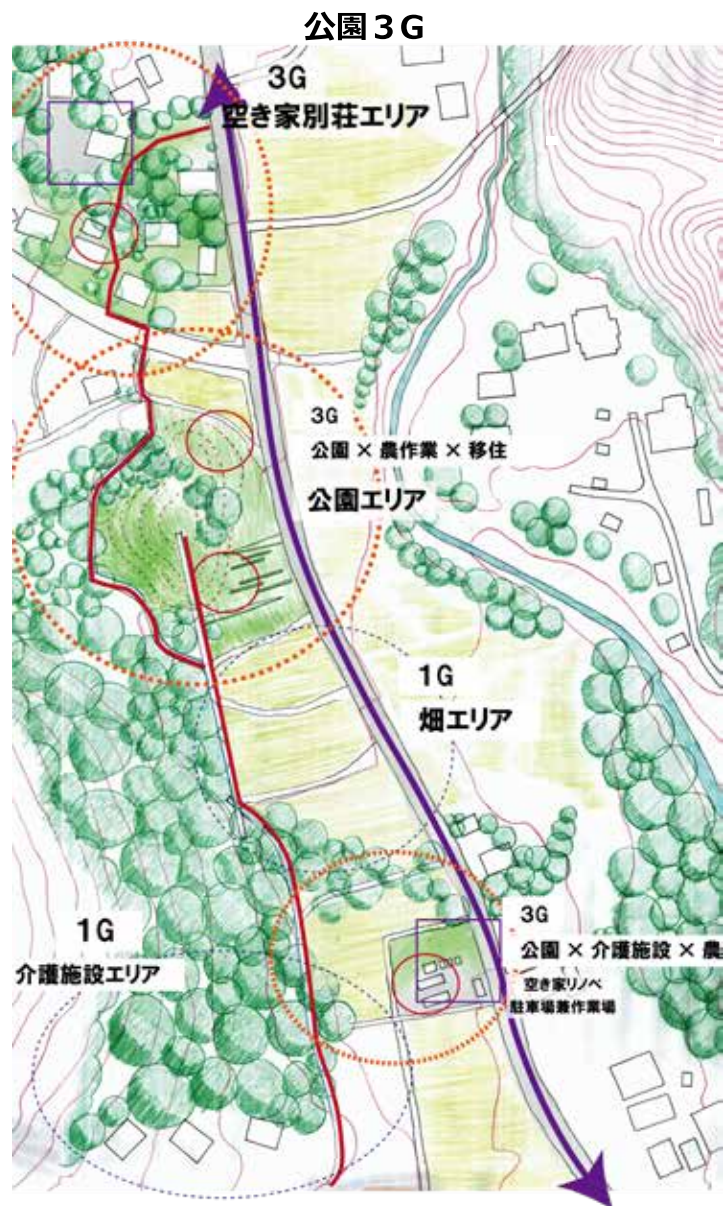 公園３G
3G
空き家別荘エリア
3G
公園 × 農作業 × 移住
公園エリア
1G
畑エリア
3G
公園 × 介護施設 × 農
空き家リノベ
駐車場兼作業場
1G
介護施設エリア